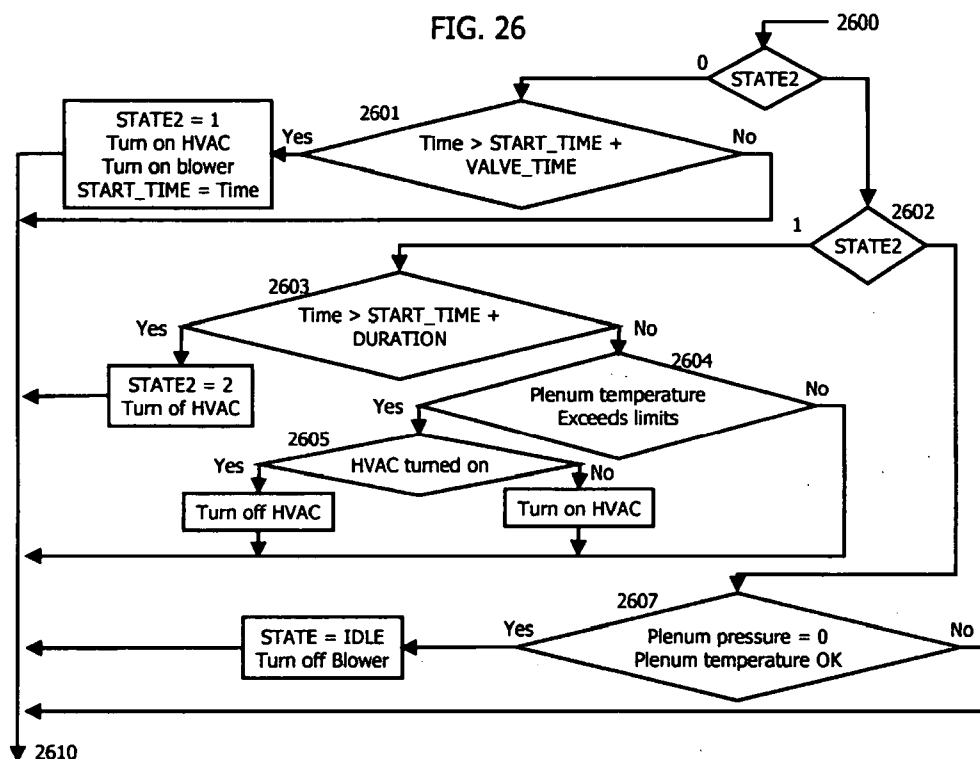 FIG. 26
2600
0
STATE2
2601
STATE2 = 1
Turn on HVAC
Turn on blower
START_TIME = Time
Yes
Time > START_TIME +
VALVE_TIME
No
2602
1
STATE2
2603
Yes
Time > START_TIME +
DURATION
No
2604
STATE2 = 2
Turn of HVAC
Yes
Plenum temperature
Exceeds limits
No
2605
Yes
HVAC turned on
No
Turn off HVAC
Turn on HVAC
2607
STATE = IDLE
Turn off Blower
Yes
Plenum pressure = 0
Plenum temperature OK
No
2610